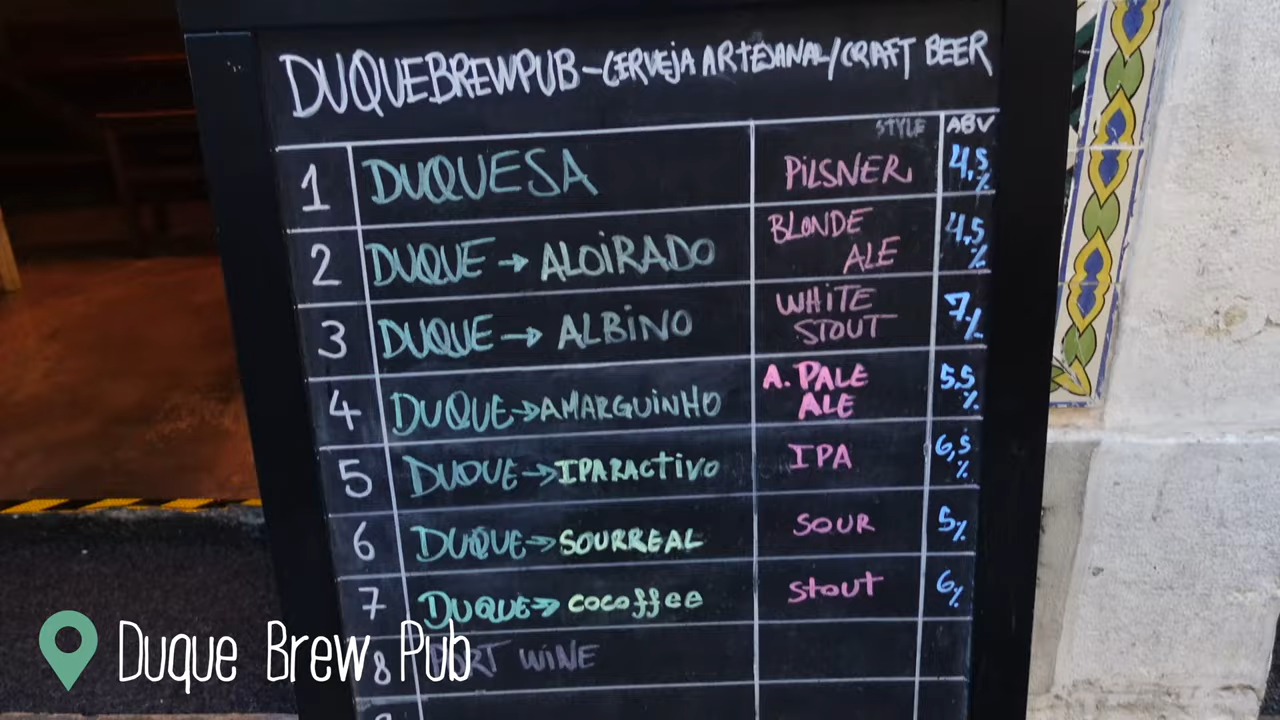 DUQUEBREWPUB-CERVEJA ARTESANAL/CRAFT BEER
STYLE ABV
1 DUQUESA PILSNER 4,5%
2 DUQUE → ALOIRADO BLONDE ALE 4,5%
3 DUQUE → ALBINO WHITE STOUT 7%
4 DUQUE → AMARGUINHO A. PALE ALE 5,5%
5 DUQUE → IPARACTIVO IPA 6,5%
6 DUQUE → SOURREAL SOUR 5%
7 DUQUE → cocoffee Stout 6%
8 PORT WINE
Duque Brew Pub